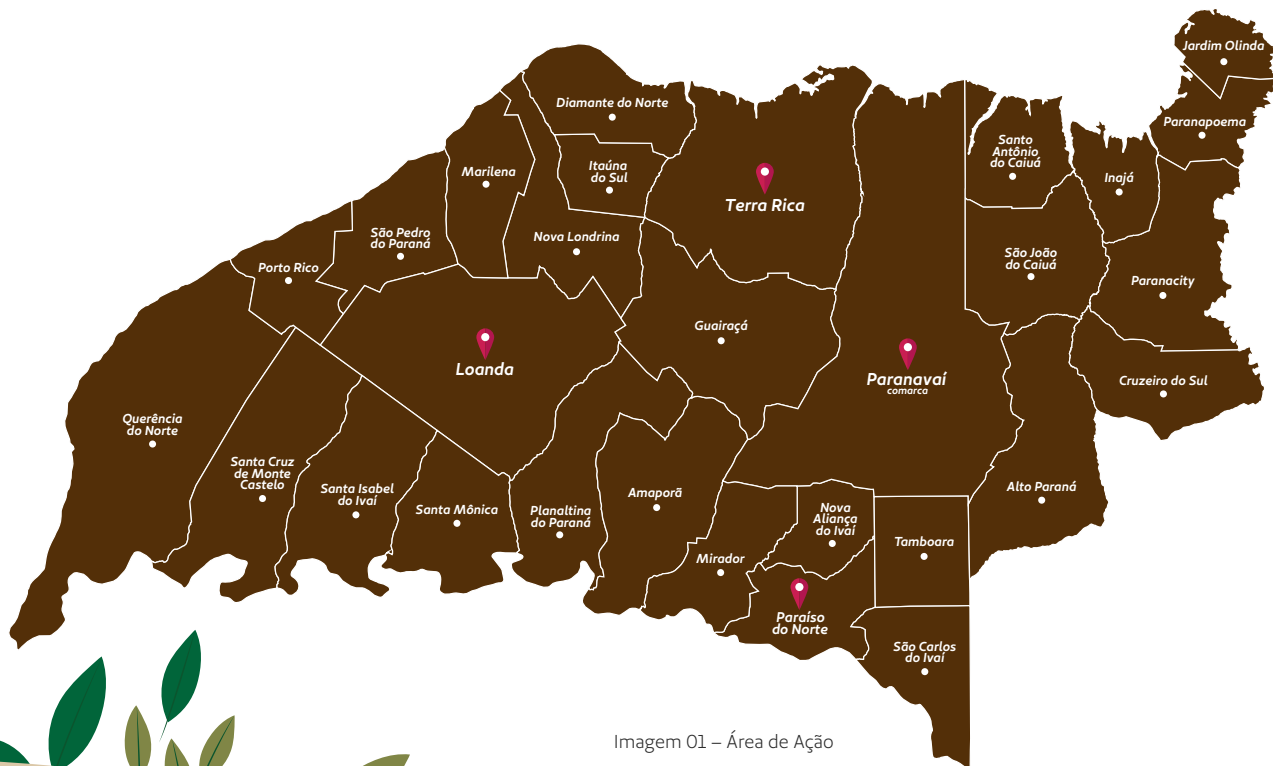 Jardim Olinda
Diamante do Norte
Paranapoema
Santo
Antônio
do Caiuá
Marilena
Itaúna
do Sul
Inajá
Terra Rica
São Pedro
do Paraná
Nova Londrina
São João
do Caiuá
Porto Rico
Paranacity
Guairaçá
Loanda
Paranavaí
comarca
Cruzeiro do Sul
Querência
do Norte
Santa Cruz
de Monte
Castelo
Santa Isabel
do Ivaí
Santa Mônica
Planaltina
do Paraná
Amaporã
Nova
Aliança
do Ivaí
Alto Paraná
Tamboara
Mirador
Paraíso
do Norte
São Carlos
do Ivaí
Imagem 01 – Área de Ação